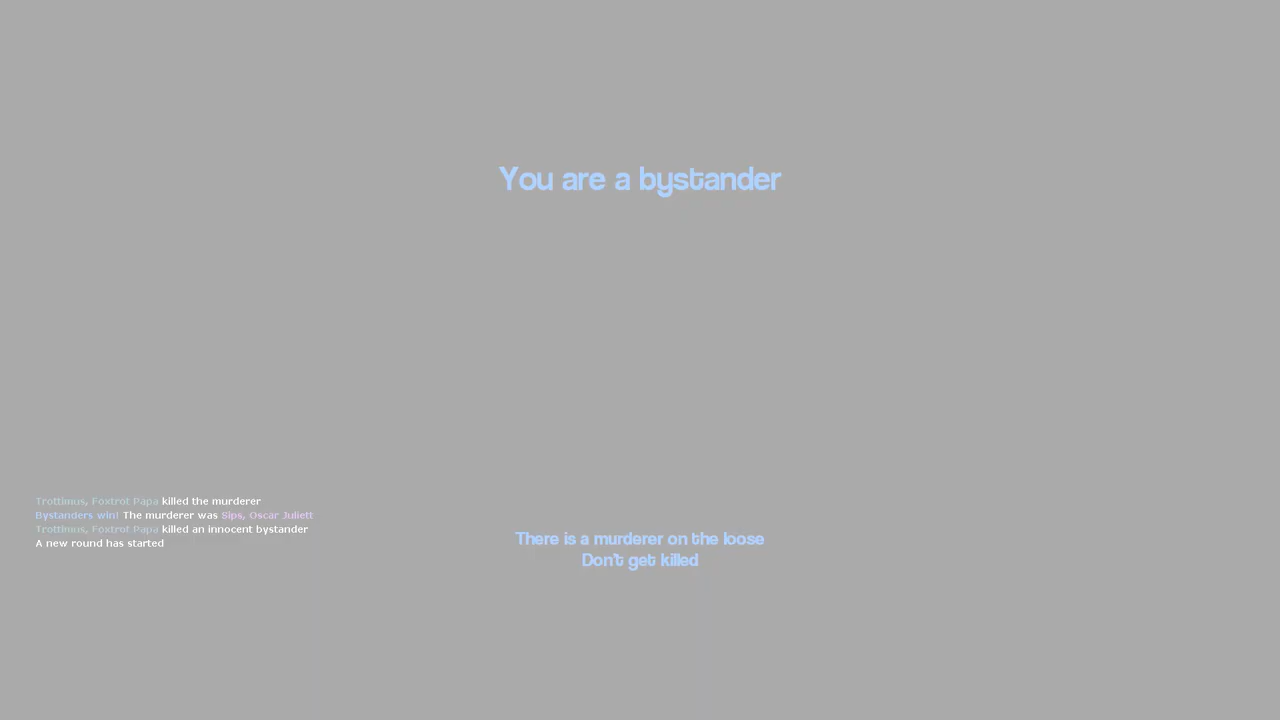 You are a bystander
Trottimus, Foxtrot Papa killed the murderer
Bystanders win! The murderer was Sips, Oscar Juliett
Trottimus, Foxtrot Papa killed an innocent bystander
A new round has started
There is a murderer on the loose
Don't get killed